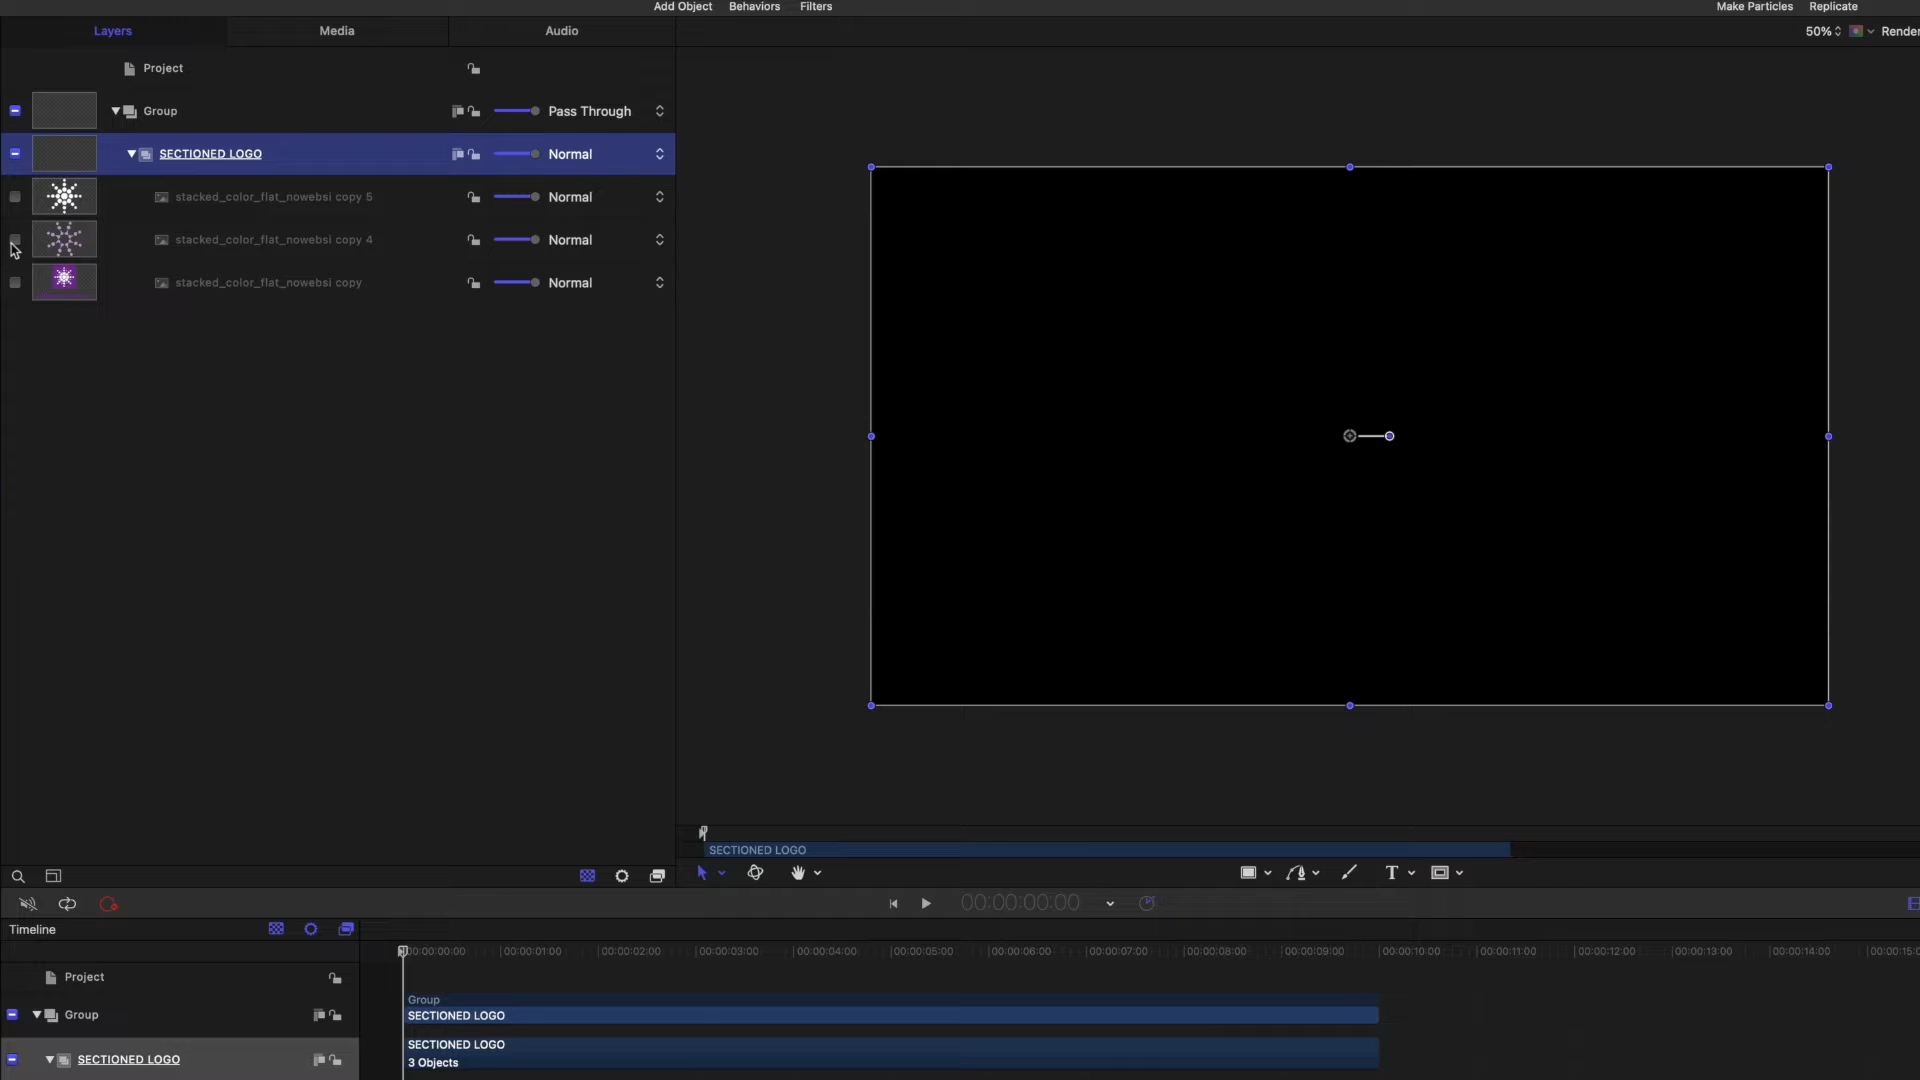 Add Object Behaviors Filters Make Particles Replicate
Layers Media Audio 50% Render
Project
Group Pass Through
SECTIONED LOGO Normal
stacked_color_flat_nowebsi copy 5 Normal
stacked_color_flat_nowebsi copy 4 Normal
stacked_color_flat_nowebsi copy Normal
SECTIONED LOGO
T
00:00:00:00
Timeline
00:00:00:00 00:00:01:00 00:00:02:00 00:00:03:00 00:00:04:00 00:00:05:00 00:00:06:00 00:00:07:00 00:00:08:00 00:00:09:00 00:00:10:00 00:00:11:00 00:00:12:00 00:00:13:00 00:00:14:00 00:00:15:0
Project
Group
Group
SECTIONED LOGO
SECTIONED LOGO
SECTIONED LOGO
3 Objects